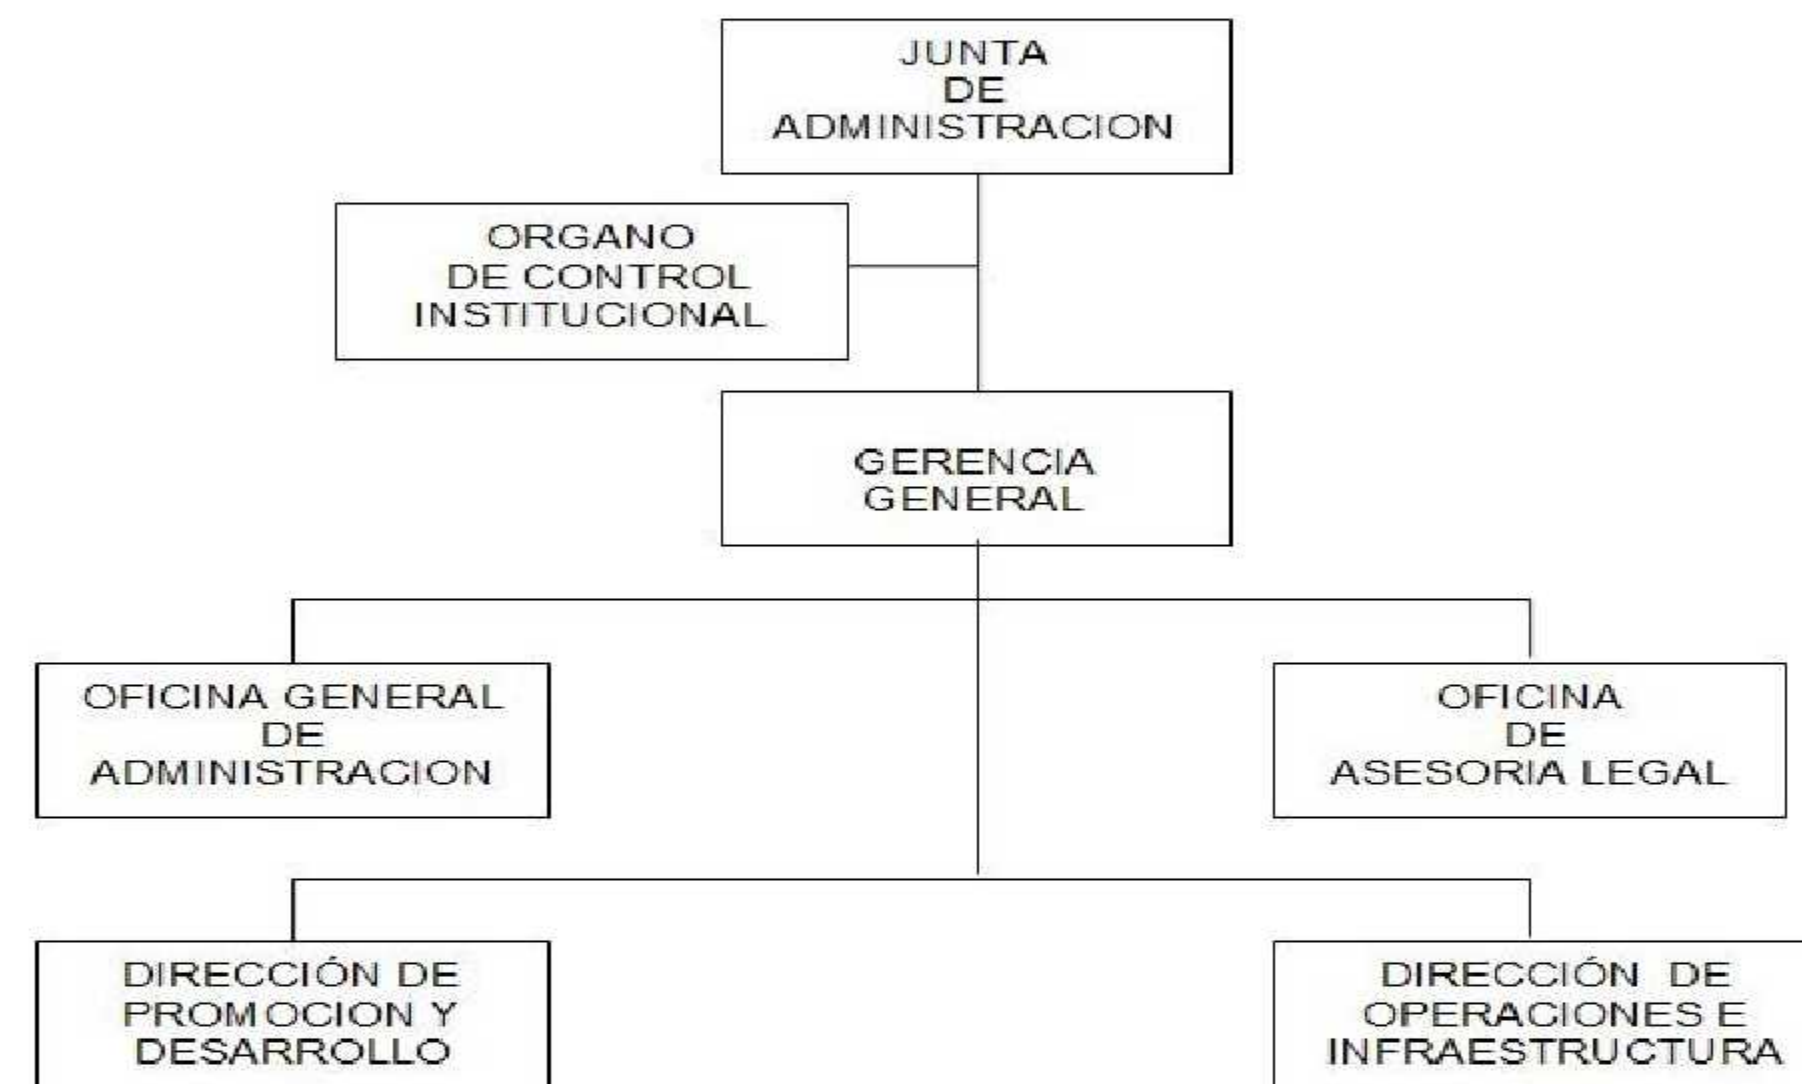 JUNTA
DE
ADMINISTRACION
ORGANO
DE CONTROL
INSTITUCIONAL
GERENCIA
GENERAL
OFICINA GENERAL
DE
ADMINISTRACION
OFICINA
DE
ASESORIA LEGAL
DIRECCIÓN DE
PROMOCION Y
DESARROLLO
DIRECCIÓN DE
OPERACIONES E
INFRAESTRUCTURA